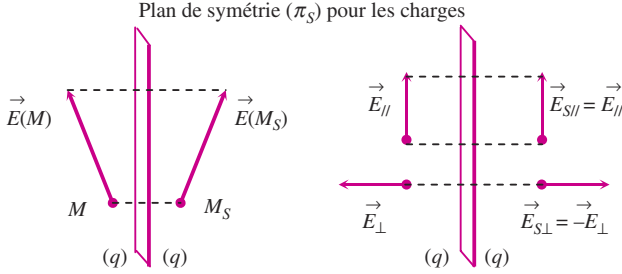 Plan de symétrie (π_S) pour les charges
→E(M) →E(M_S)
M M_S
(q) (q)
→E_// →E_S// = →E_//
→E_⊥ →E_S⊥ = −→E_⊥
(q) (q)